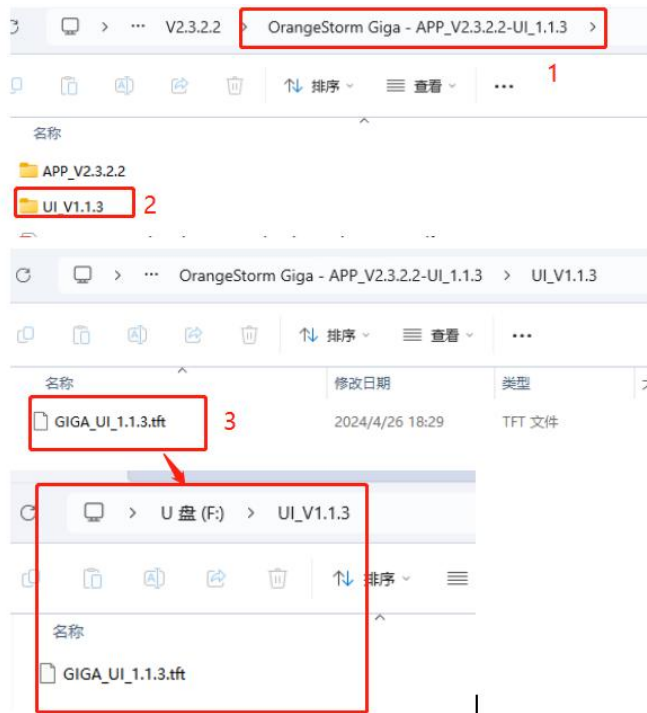 V2.3.2.2 > OrangeStorm Giga - APP_V2.3.2.2-UI_1.1.3 >
排序 查看 ... 1
名称
APP_V2.3.2.2
UI_V1.1.3 2
> ... OrangeStorm Giga - APP_V2.3.2.2-UI_1.1.3 > UI_V1.1.3
排序 查看 ...
名称 修改日期 类型
GIGA_UI_1.1.3.tft 3 2024/4/26 18:29 TFT 文件
> U 盘 (F:) > UI_V1.1.3
排序
名称
GIGA_UI_1.1.3.tft